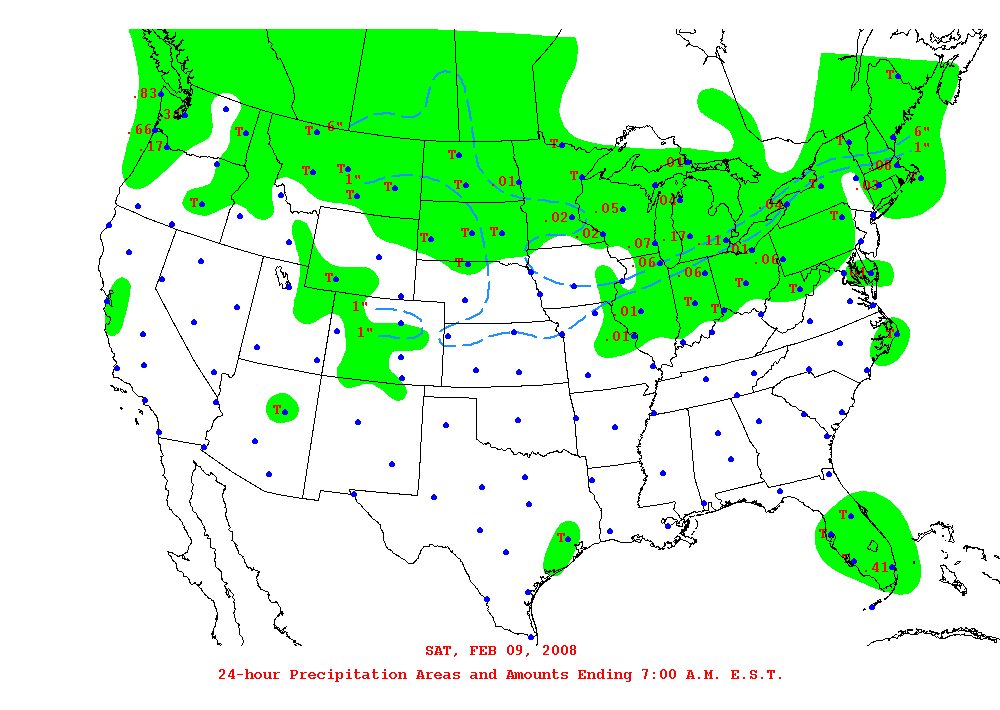 T
.83
T
6"
.66
T
T
6"
.1"
.17
T
T
T
.01
.08
T
T
1"
T
T
.01
T
T
.03
T
T
T
.04
.04
.02
.05
T
T
T
T
.02
.07
.17
.11
.01
T
.06
.06
.06
.01
T
T
T
1"
T
T
.01
1"
.01
T
T
T
T
T
T
.41
SAT, FEB 09, 2008
24-hour Precipitation Areas and Amounts Ending 7:00 A.M. E.S.T.